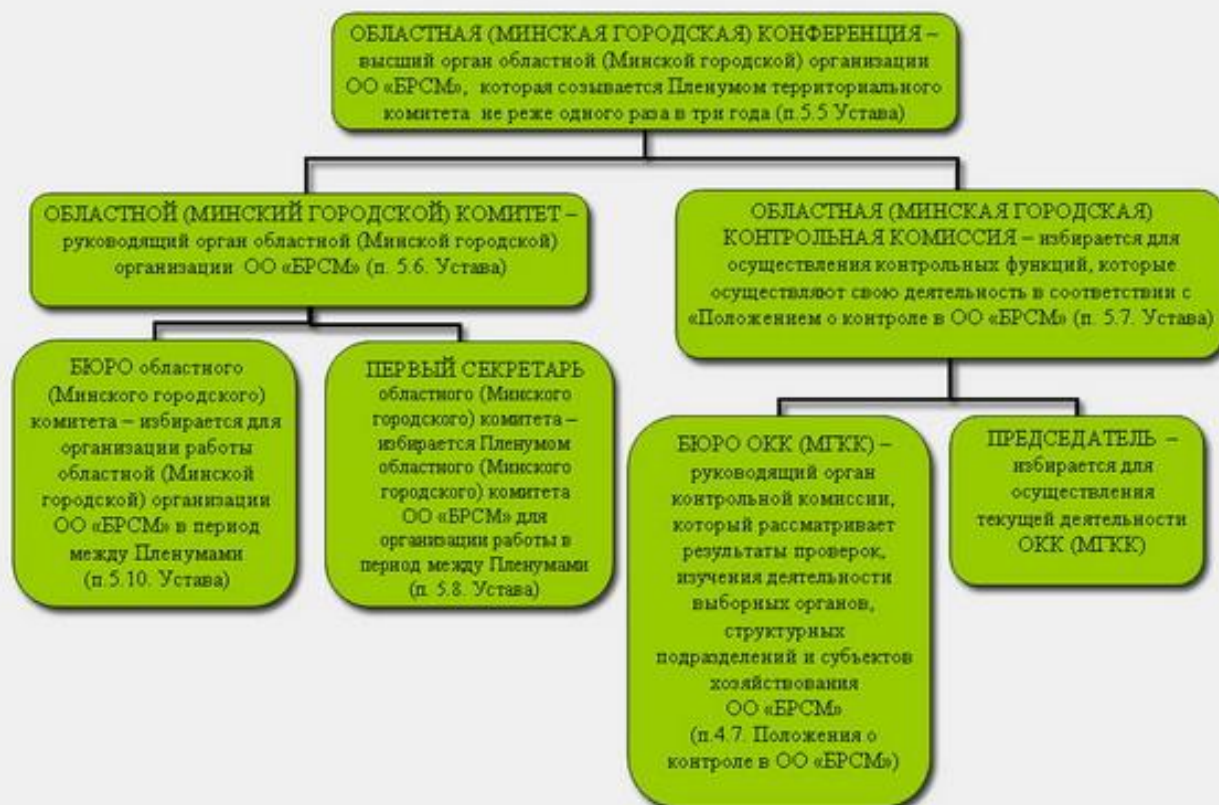 ОБЛАСТНАЯ (МИНСКАЯ ГОРОДСКАЯ) КОНФЕРЕНЦИЯ –
высший орган областной (Минской городской) организации
ОО «БРСМ», которая созывается Пленумом территориального
комитета не реже одного раза в три года (п.5.5 Устава)
ОБЛАСТНОЙ (МИНСКИЙ ГОРОДСКОЙ) КОМИТЕТ –
руководящий орган областной (Минской городской)
организации ОО «БРСМ» (п. 5.6. Устава)
ОБЛАСТНАЯ (МИНСКАЯ ГОРОДСКАЯ)
КОНТРОЛЬНАЯ КОМИССИЯ – избирается для
осуществления контрольных функций, которые
осуществляют свою деятельность в соответствии с
«Положением о контроле в ОО «БРСМ» (п. 5.7. Устава)
БЮРО областного
(Минского городского)
комитета – избирается для
организации работы
областной (Минской
городской) организации
ОО «БРСМ» в период
между Пленумами
(п.5.10. Устава)
ПЕРВЫЙ СЕКРЕТАРЬ
областного (Минского
городского) комитета –
избирается Пленумом
областного (Минского
городского) комитета
ОО «БРСМ» для
организации работы в
период между Пленумами
(п. 5.8. Устава)
БЮРО ОКК (МГКК) –
руководящий орган
контрольной комиссии,
который рассматривает
результаты проверок,
изучения деятельности
выборных органов,
структурных
подразделений и субъектов
хозяйствования
ОО «БРСМ»
(п.4.7. Положения о
контроле в ОО «БРСМ»)
ПРЕДСЕДАТЕЛЬ –
избирается для
осуществления
текущей деятельности
ОКК (МГКК)